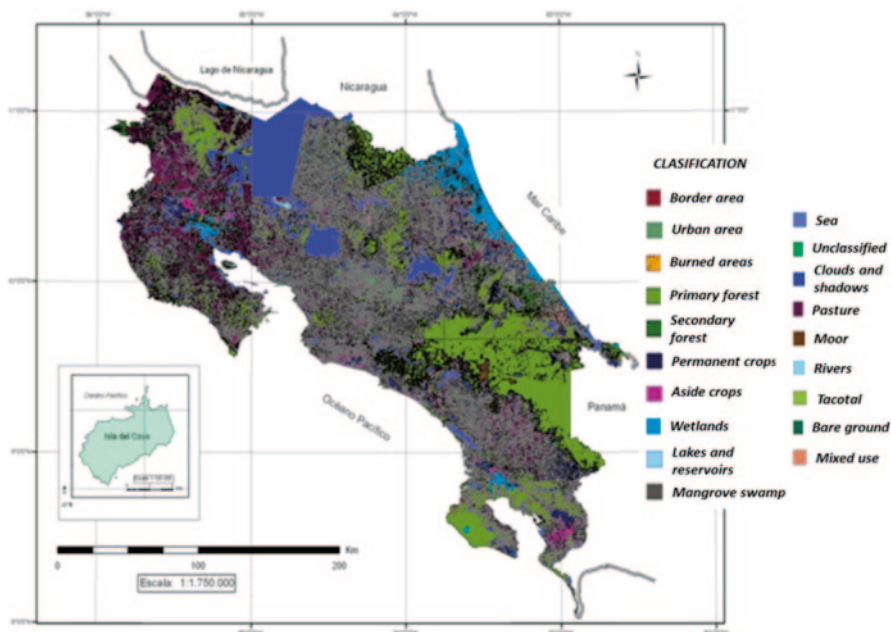 Lago de Nicaragua
Nicaragua
Mar Caribe
Panamá
Océano Pacífico
Isla del Coco
Km
0
100
200
Escala: 1:1.750.000
CLASIFICATION
Border area
Urban area
Burned areas
Primary forest
Secondary
forest
Permanent crops
Aside crops
Wetlands
Lakes and
reservoirs
Mangrove swamp
Sea
Unclassified
Clouds and
shadows
Pasture
Moor
Rivers
Tacotal
Bare ground
Mixed use